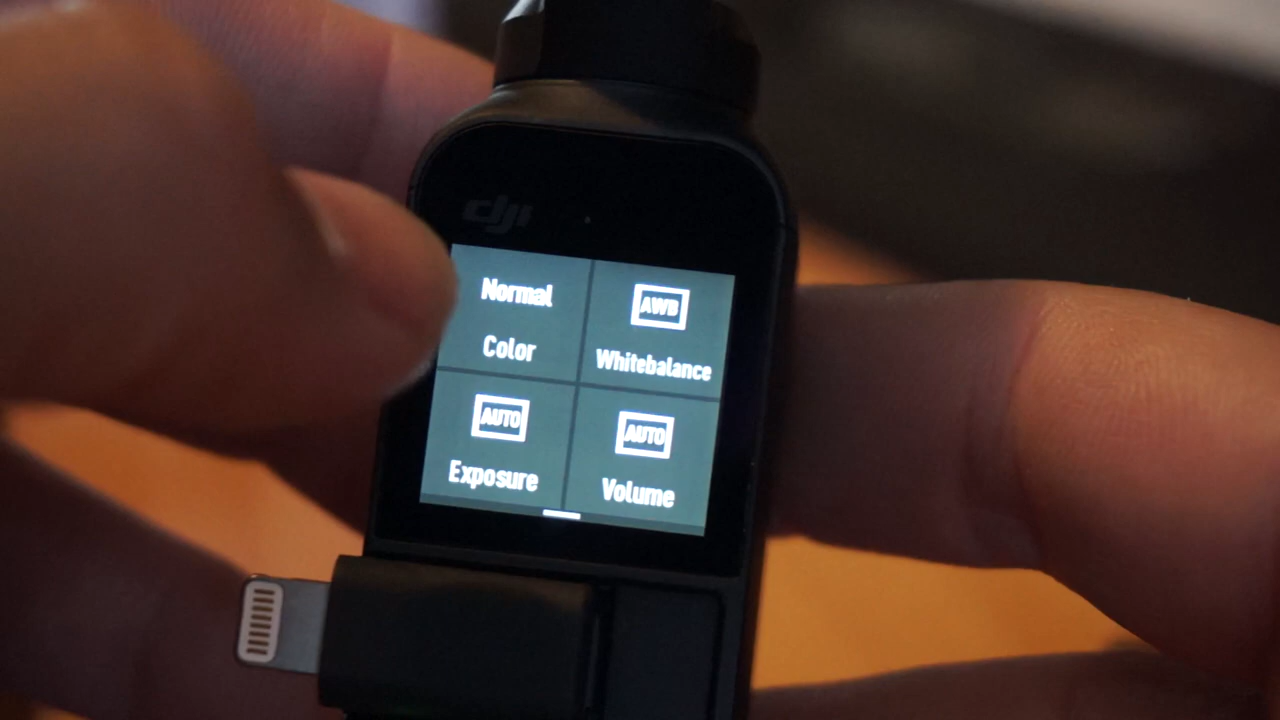 dji
Normal
Color
AWB
Whitebalance
AUTO
Exposure
AUTO
Volume